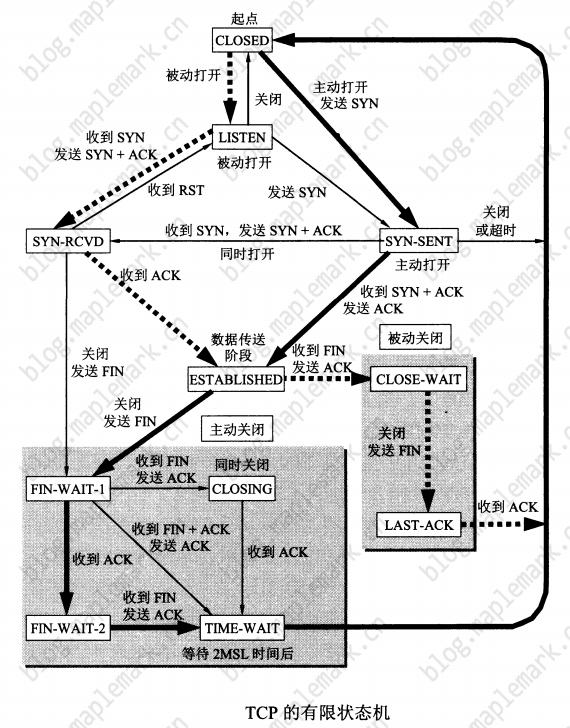 起点
CLOSED
被动打开
关闭
主动打开
发送 SYN
收到 SYN
发送 SYN + ACK
LISTEN
被动打开
收到 RST
发送 SYN
收到 SYN，发送 SYN + ACK
同时打开
关闭
或超时
SYN-RCVD
SYN-SENT
主动打开
收到 ACK
收到 SYN + ACK
发送 ACK
数据传送
阶段
收到 FIN
发送 ACK
被动关闭
关闭
发送 FIN
ESTABLISHED
CLOSE-WAIT
关闭
发送 FIN
主动关闭
关闭
发送 FIN
收到 FIN
发送 ACK
同时关闭
FIN-WAIT-1
CLOSING
收到 ACK
LAST-ACK
收到 FIN + ACK
发送 ACK
收到 ACK
收到 ACK
收到 FIN
发送 ACK
FIN-WAIT-2
TIME-WAIT
等待 2MSL 时间后
TCP 的有限状态机
blog.maplemark.cn